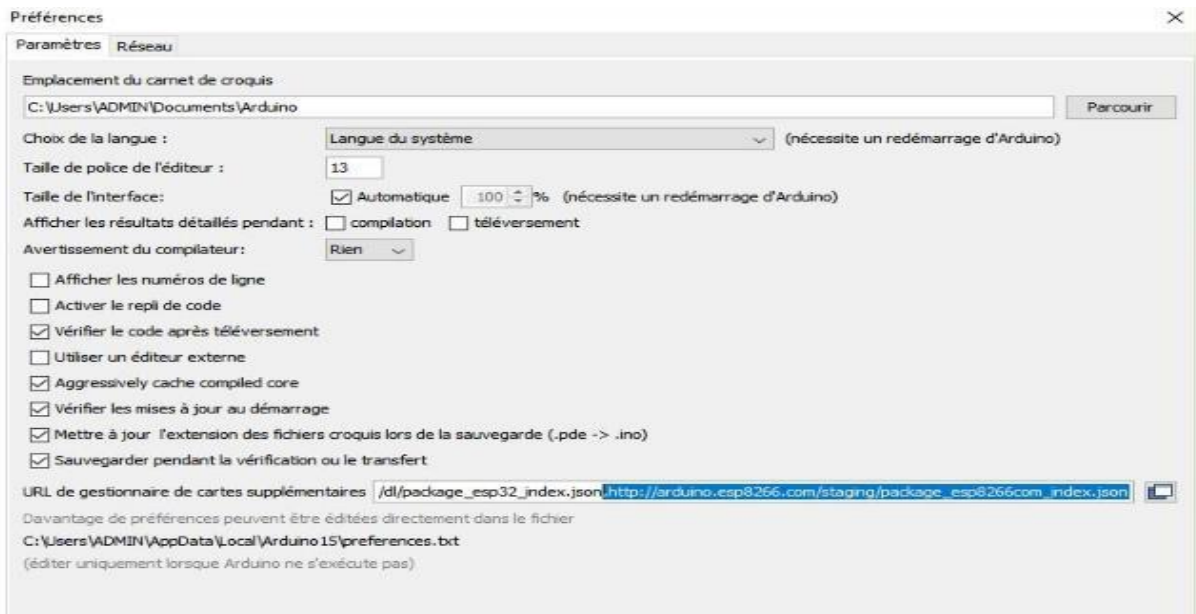 Préférences
Paramètres Réseau
Emplacement du carnet de croquis
C:\Users\ADMIN\Documents\Arduino Parcourir
Choix de la langue : Langue du système (nécessite un redémarrage d'Arduino)
Taille de police de l'éditeur : 13
Taille de l'interface: Automatique 100 % (nécessite un redémarrage d'Arduino)
Afficher les résultats détaillés pendant : compilation téléversement
Avertissement du compilateur: Rien
Afficher les numéros de ligne
Activer le repli de code
Vérifier le code après téléversement
Utiliser un éditeur externe
Aggressively cache compiled core
Vérifier les mises à jour au démarrage
Mettre à jour l'extension des fichiers croquis lors de la sauvegarde (.pde -> .ino)
Sauvegarder pendant la vérification ou le transfert
URL de gestionnaire de cartes supplémentaires /dl/package_esp32_index.json,http://arduino.esp8266.com/staging/package_esp8266com_index.json
Davantage de préférences peuvent être éditées directement dans le fichier
C:\Users\ADMIN\AppData\Local\Arduino15\preferences.txt
(éditer uniquement lorsque Arduino ne s'exécute pas)